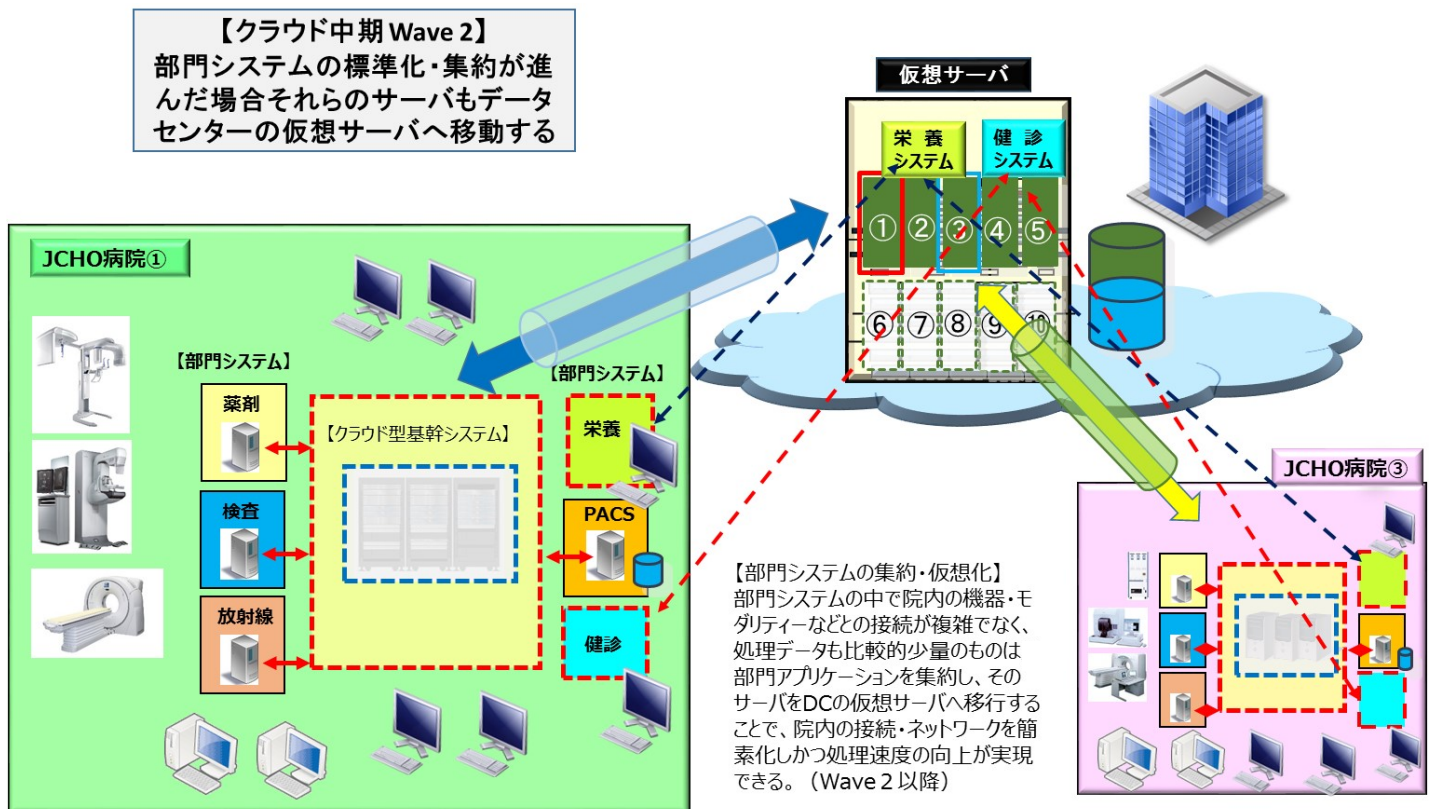 【クラウド中期 Wave 2】
部門システムの標準化・集約が進
んだ場合それらのサーバもデータ
センターの仮想サーバへ移動する
仮想サーバ
栄 養
システム
健 診
システム
①
②
③
④
⑤
⑥
⑦
⑧
⑨
⑩
JCHO病院①
【部門システム】
薬剤
検査
放射線
【クラウド型基幹システム】
【部門システム】
栄養
PACS
健診
【部門システムの集約・仮想化】
部門システムの中で院内の機器・モ
ダリティーなどとの接続が複雑でなく、
処理データも比較的少量のものは
部門アプリケーションを集約し、その
サーバをDCの仮想サーバへ移行する
ことで、院内の接続・ネットワークを簡
素化しかつ処理速度の向上が実現
できる。（Wave 2 以降）
JCHO病院③